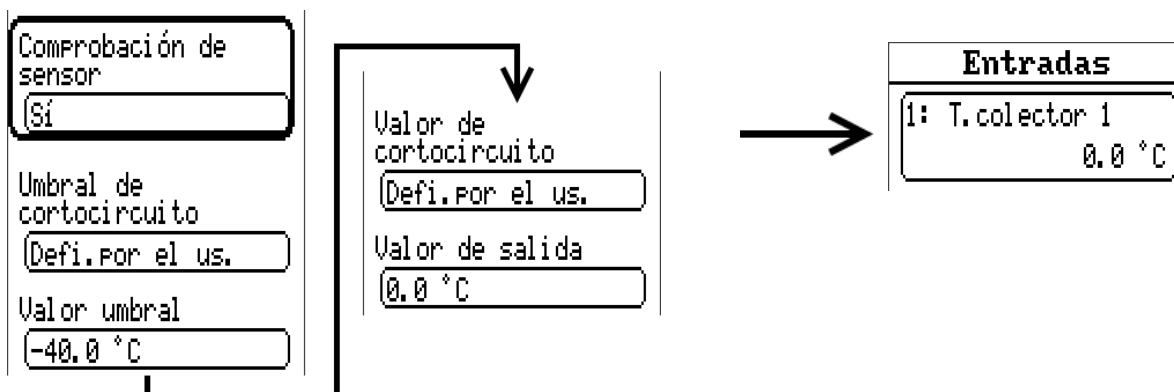 Comprobación de
sensor
Sí
Umbral de
cortocircuito
Defi.por el us.
Valor umbral
-40.0 °C
Valor de
cortocircuito
Defi.por el us.
Valor de salida
0.0 °C
Entradas
1: T.colector 1
0.0 °C